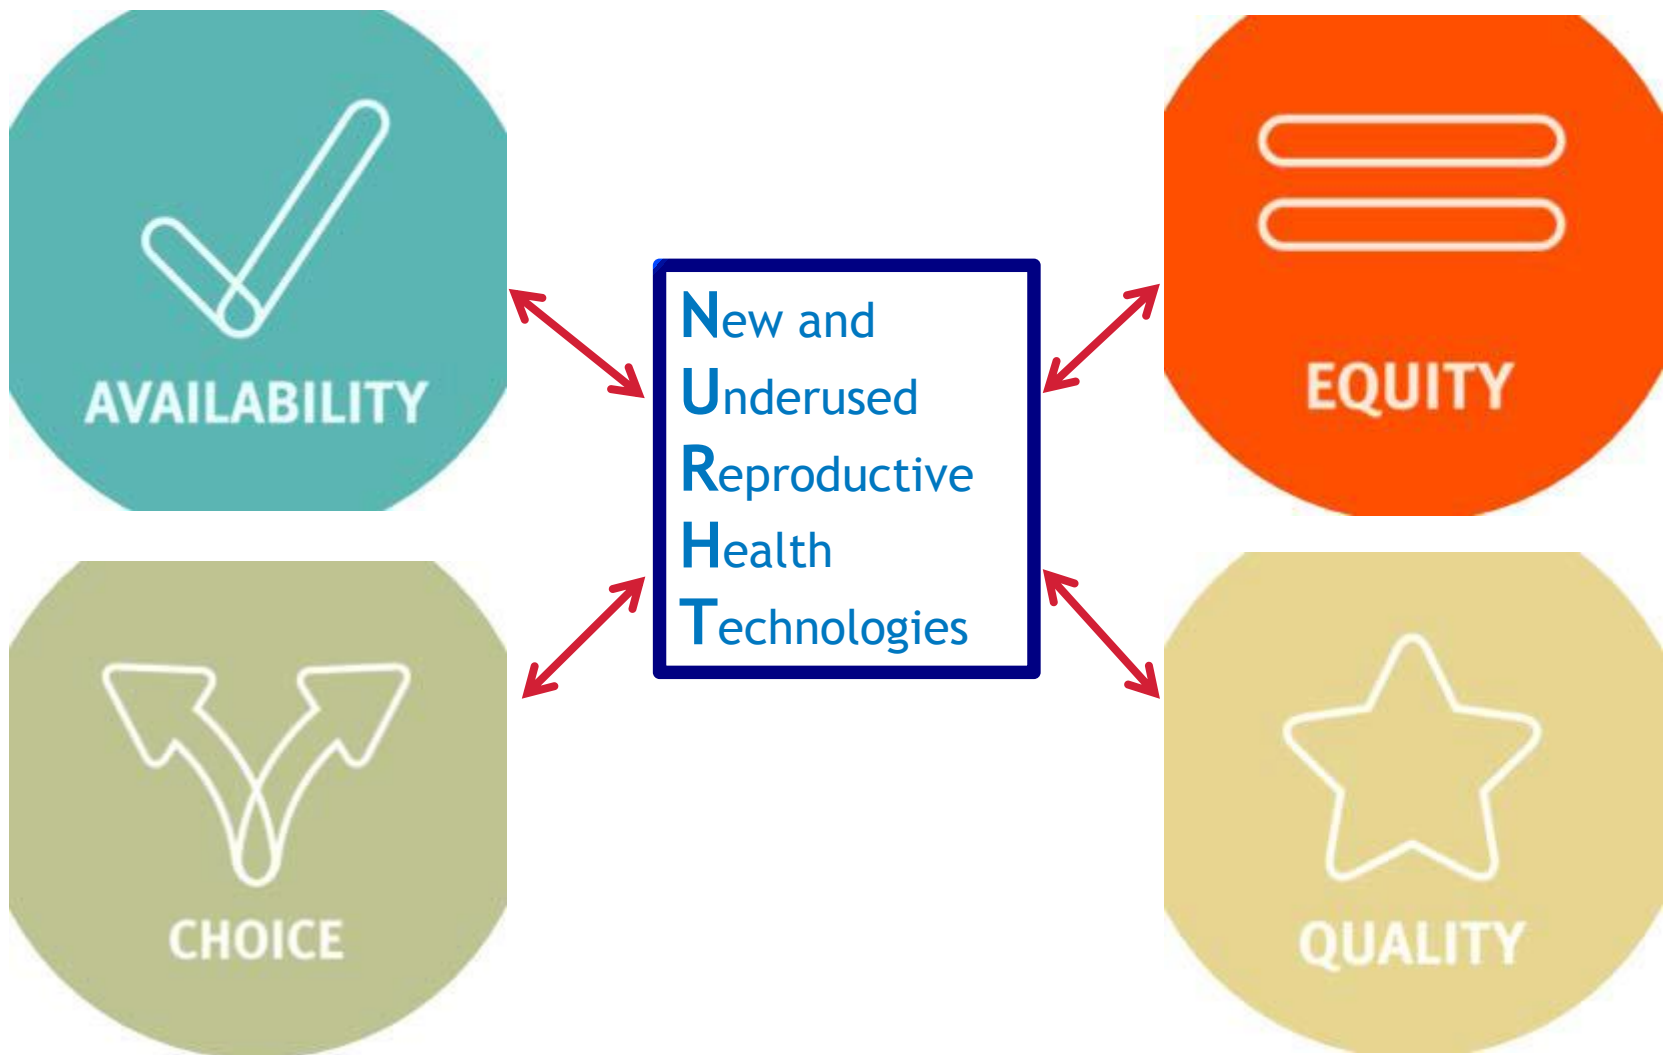 AVAILABILITY
EQUITY
New and
Underused
Reproductive
Health
Technologies
CHOICE
QUALITY